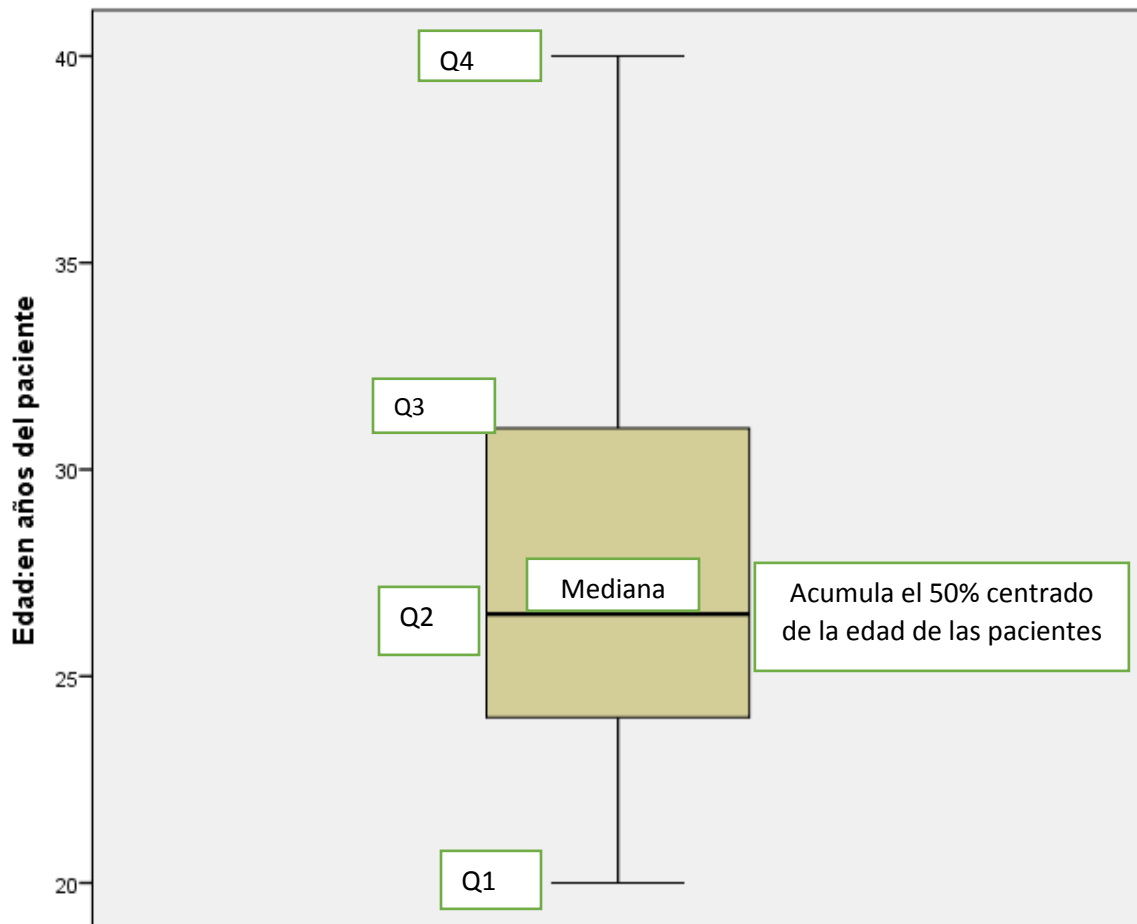 Q4
40
35
Q3
30
Mediana
Q2
Acumula el 50% centrado
de la edad de las pacientes
25
Q1
20
Edad:en años del paciente